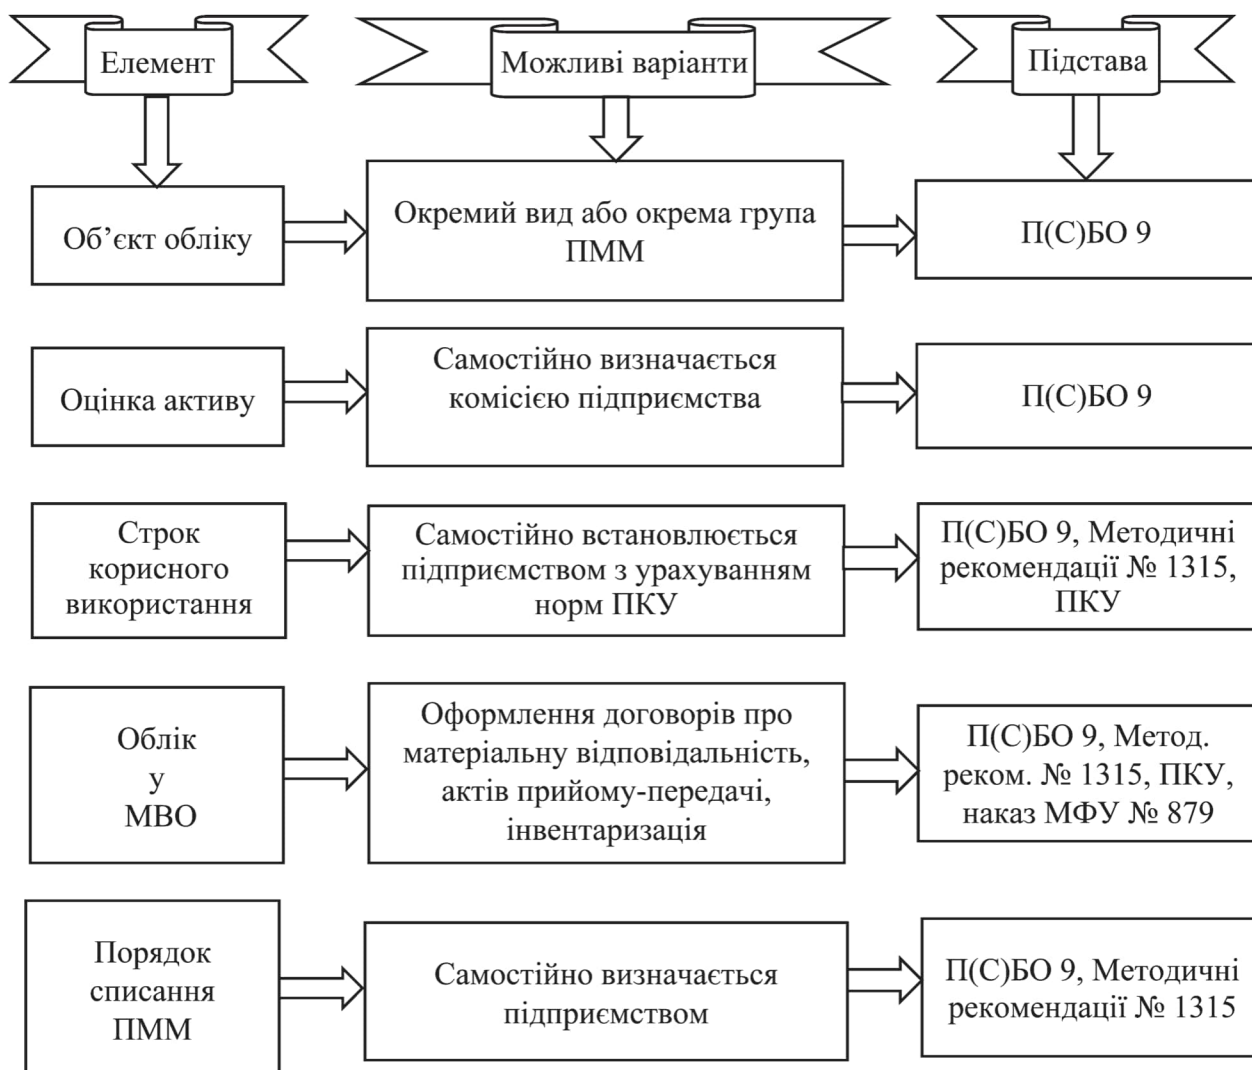 Елемент
Можливі варіанти
Підстава
Об’єкт обліку
Окремий вид або окрема група
ПММ
П(С)БО 9
Оцінка активу
Самостійно визначається
комісією підприємства
П(С)БО 9
Строк
корисного
використання
Самостійно встановлюється
підприємством з урахуванням
норм ПКУ
П(С)БО 9, Методичні
рекомендації № 1315,
ПКУ
Облік
у
МВО
Оформлення договорів про
матеріальну відповідальність,
актів прийому-передачі,
інвентаризація
П(С)БО 9, Метод.
реком. № 1315, ПКУ,
наказ МФУ № 879
Порядок
списання
ПММ
Самостійно визначається
підприємством
П(С)БО 9, Методичні
рекомендації № 1315